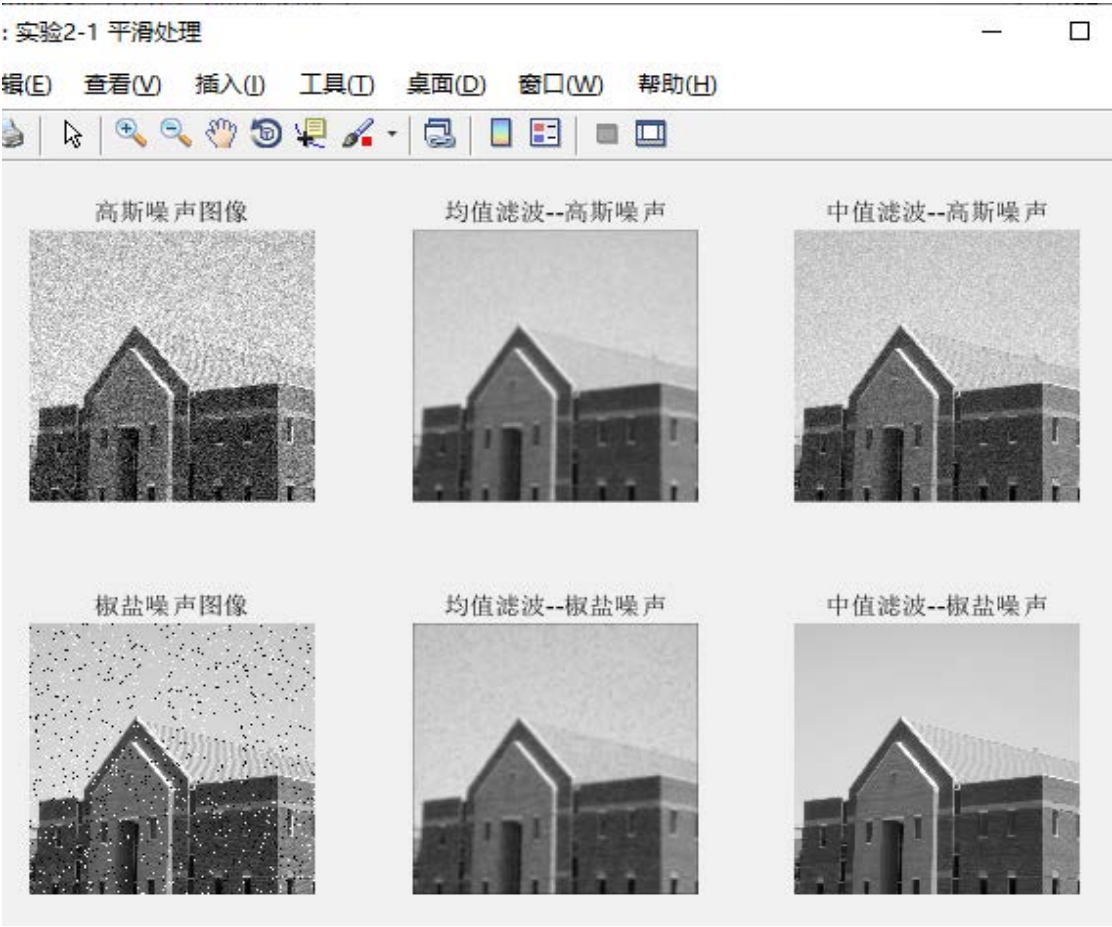 : 实验2-1 平滑处理
辑(E) 查看(V) 插入(I) 工具(T) 桌面(D) 窗口(W) 帮助(H)
高斯噪声图像 均值滤波--高斯噪声 中值滤波--高斯噪声
椒盐噪声图像 均值滤波--椒盐噪声 中值滤波--椒盐噪声